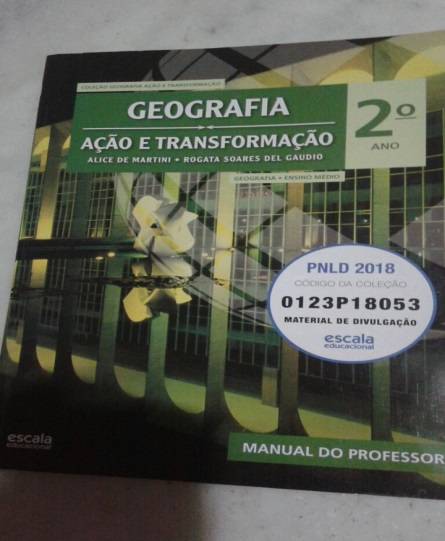 COLEÇÃO GEOGRAFIA AÇÃO E TRANSFORMAÇÃO
GEOGRAFIA
AÇÃO E TRANSFORMAÇÃO
ALICE DE MARTINI • ROGATA SOARES DEL GAUDIO
2º
ANO
GEOGRAFIA • ENSINO MÉDIO
PNLD 2018
CÓDIGO DA COLEÇÃO
0123P18053
MATERIAL DE DIVULGAÇÃO
escala
educacional
escala
educacional
MANUAL DO PROFESSOR